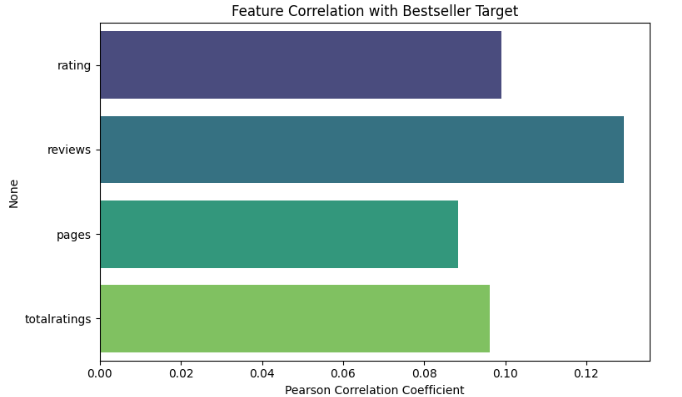 Feature Correlation with Bestseller Target
rating
reviews
None
pages
totalratings
0.00 0.02 0.04 0.06 0.08 0.10 0.12
Pearson Correlation Coefficient